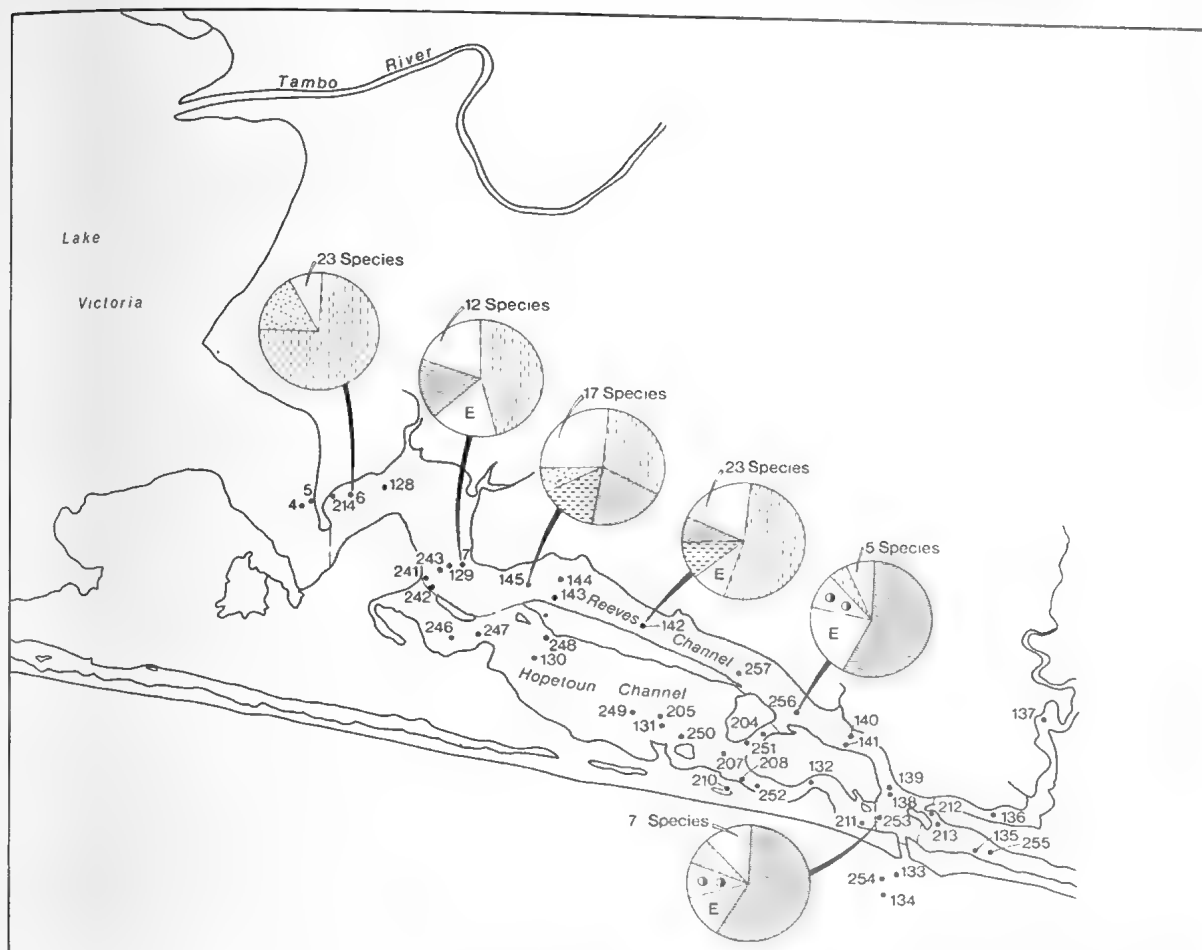 Tambo River
Lake
Victoria
23 Species
12 Species
17 Species
23 Species
5 Species
E
E
E
E
5
4
214
6
128
243
7
241
129
242
145
144
143
Reeves
142
Channel
246
247
248
130
257
Hopetoun Channel
249
205
131
250
204
256
251
140
141
137
207
208
210
252
132
139
138
212
136
211
253
213
135
255
7 Species
254
133
134